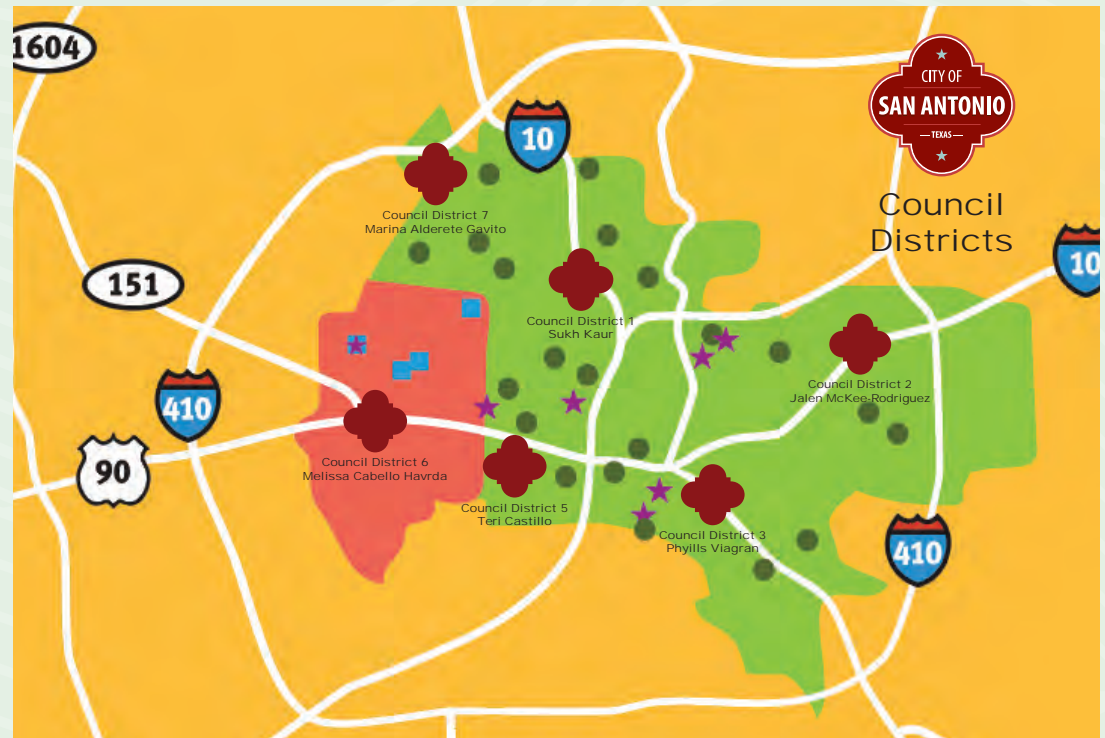 1604
CITY OF
SAN ANTONIO
TEXAS
10
Council
Districts
Council District 7
Marina Alderete Gavito
10
151
Council District 1
Sukh Kaur
Council District 2
Jalen McKee-Rodriguez
410
90
Council District 6
Melissa Cabello Havrda
Council District 5
Teri Castillo
Council District 3
Phyills Viagran
410